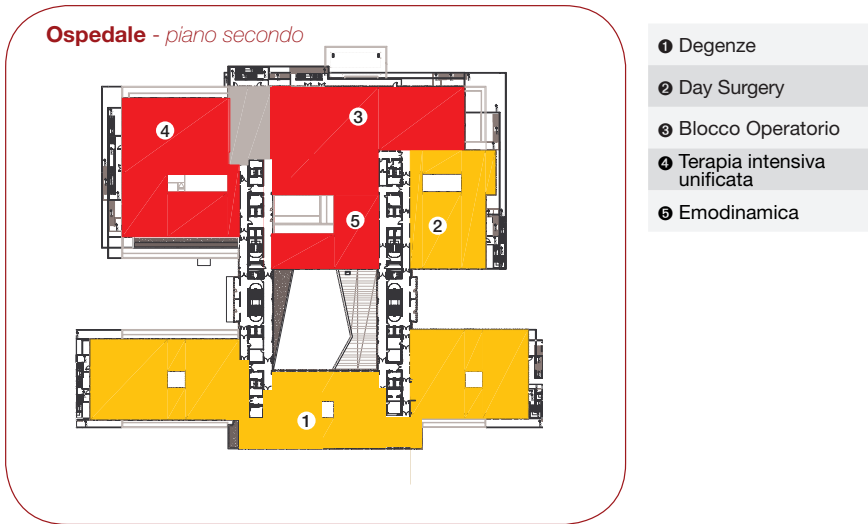 Ospedale - piano secondo
4
3
5
2
1
❶ Degenze
❷ Day Surgery
❸ Blocco Operatorio
❹ Terapia intensiva
unificata
❺ Emodinamica